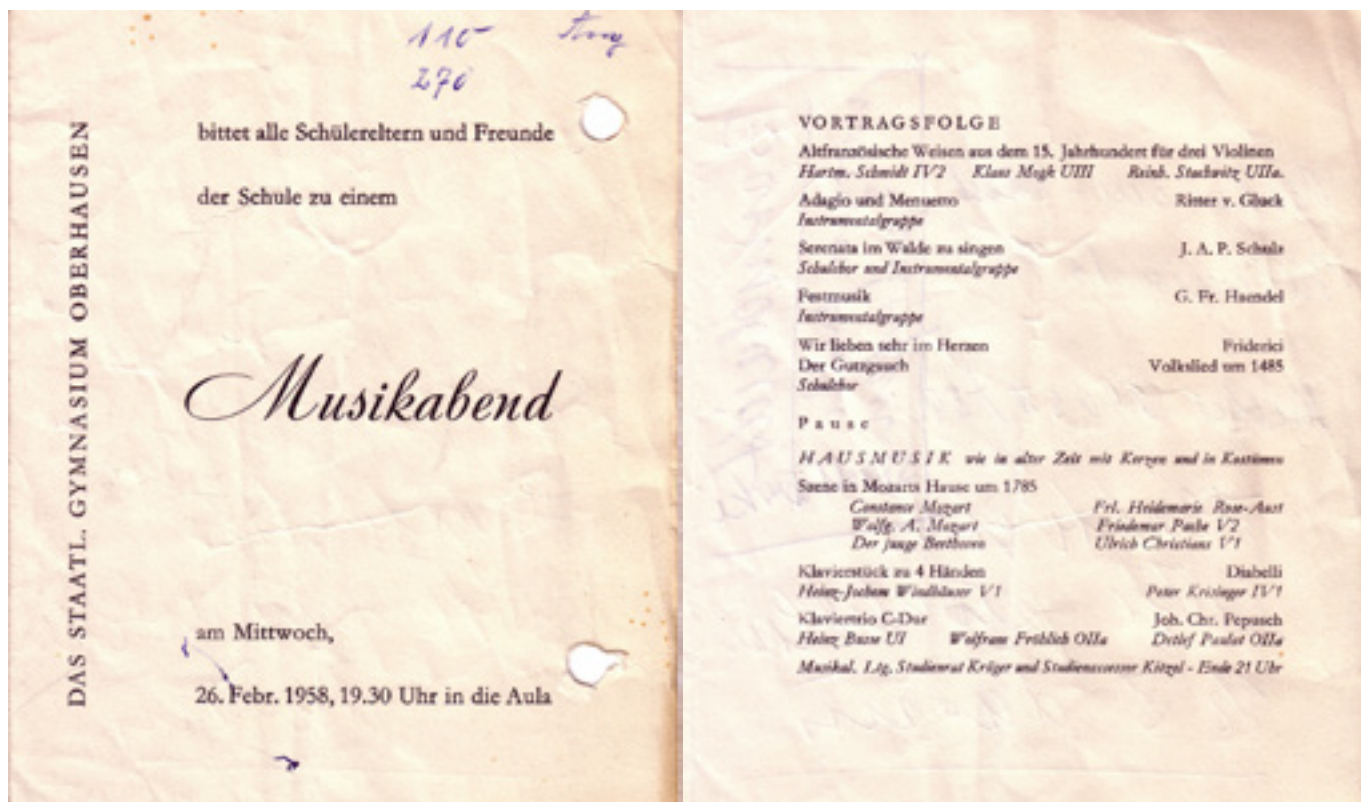 110
270
DAS STAATL. GYMNASIUM OBERHAUSEN
bittet alle Schülereltern und Freunde
der Schule zu einem
Musikabend
am Mittwoch,
26. Febr. 1958, 19.30 Uhr in die Aula
VORTRAGSFOLGE
Altfranzösische Weisen aus dem 15. Jahrhundert für drei Violinen
Hartm. Schmidt IV2 Klaus Mogk UIII Reinh. Stachwitz UIIa.
Adagio und Menuetto Ritter v. Gluck
Instrumentalgruppe
Serenata im Walde zu singen J. A. P. Schulz
Schulchor und Instrumentalgruppe
Festmusik G. Fr. Haendel
Instrumentalgruppe
Wir lieben sehr im Herzen Friderici
Der Gutzgauch Volkslied um 1485
Schulchor
Pause
HAUSMUSIK wie in alter Zeit mit Kerzen und in Kostümen
Szene in Mozarts Hause um 1785
Constanze Mozart Frl. Heidemarie Rose-Aust
Wolfg. A. Mozart Friedemar Pache V2
Der junge Beethoven Ulrich Christians V1
Klavierstück zu 4 Händen Diabelli
Heinz-Jochem Windhäuser V1 Peter Krisinger IV1
Klaviertrio C-Dur Joh. Chr. Pepusch
Heinz Busse UI Wolfram Fröhlich OIIa Detlef Paulat OIIa
Musikal. Ltg. Studienrat Krüger und Studienassessor Kötzel - Ende 21 Uhr